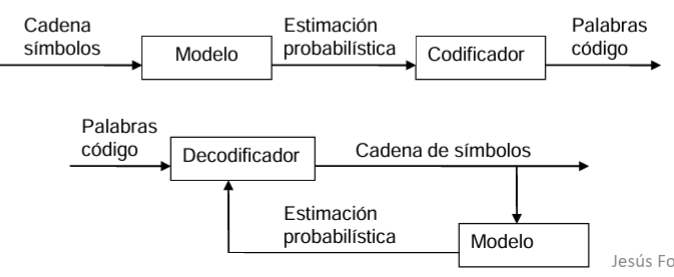 Cadena
símbolos
Modelo
Estimación
probabilística
Codificador
Palabras
código
Palabras
código
Decodificador
Cadena de símbolos
Estimación
probabilística
Modelo
Jesús Fo